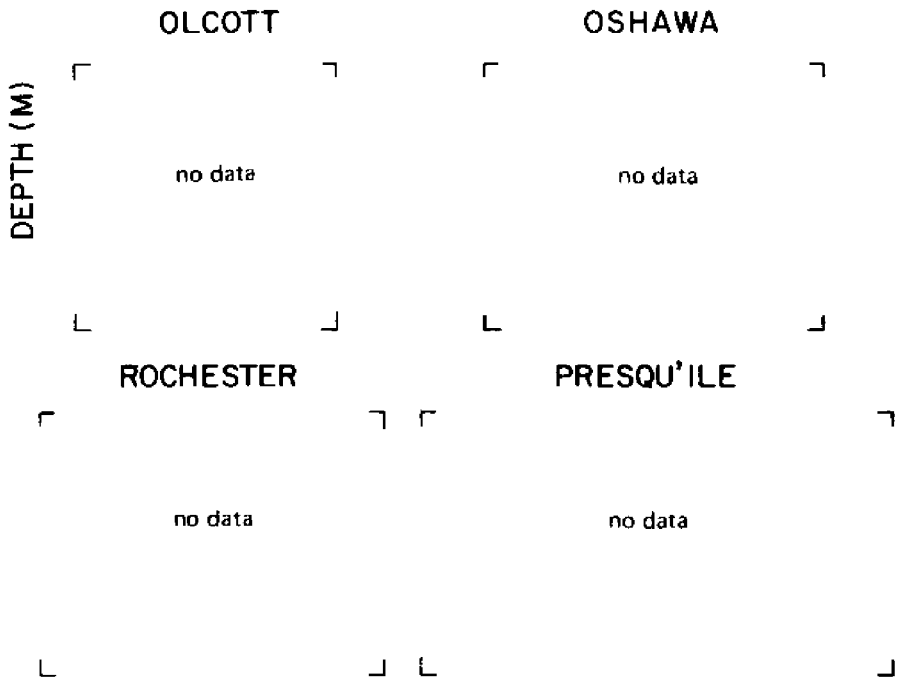 OLCOTT
OSHAWA
DEPTH (M)
no data
no data
ROCHESTER
PRESQU'ILE
no data
no data